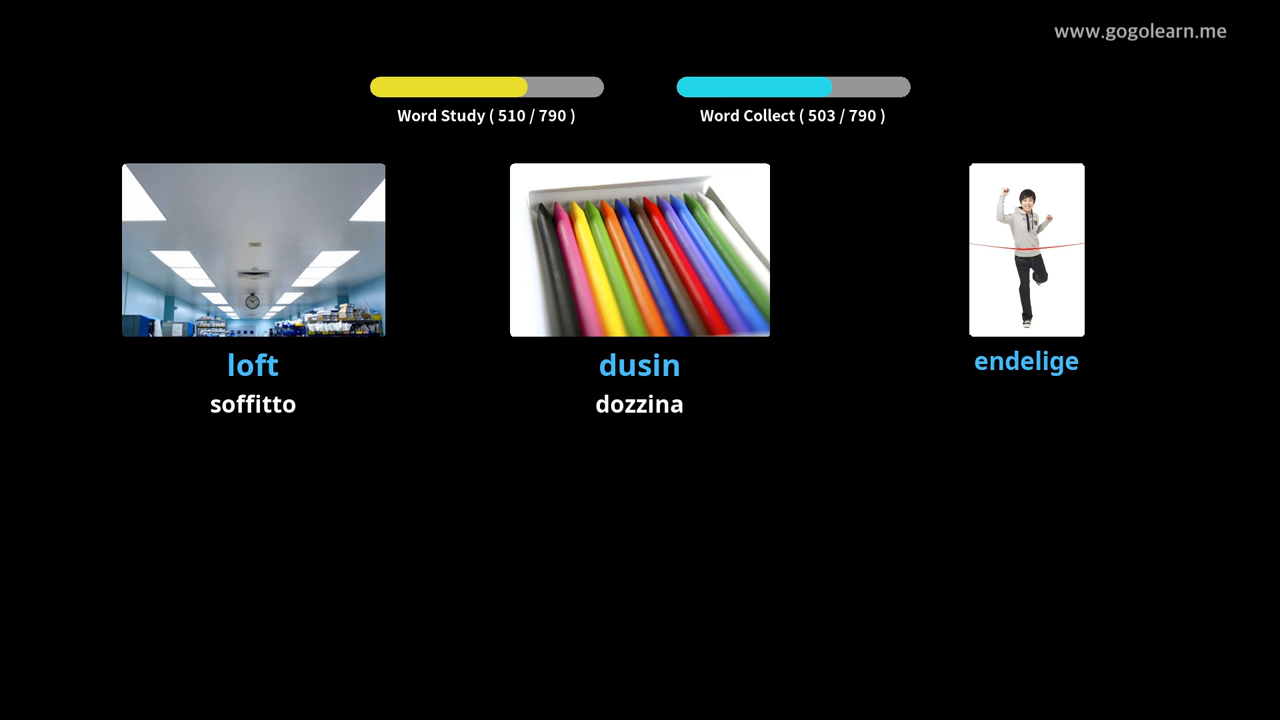 www.gogolearn.me
Word Study ( 510 / 790 )
Word Collect ( 503 / 790 )
loft
soffitto
dusin
dozzina
endelige